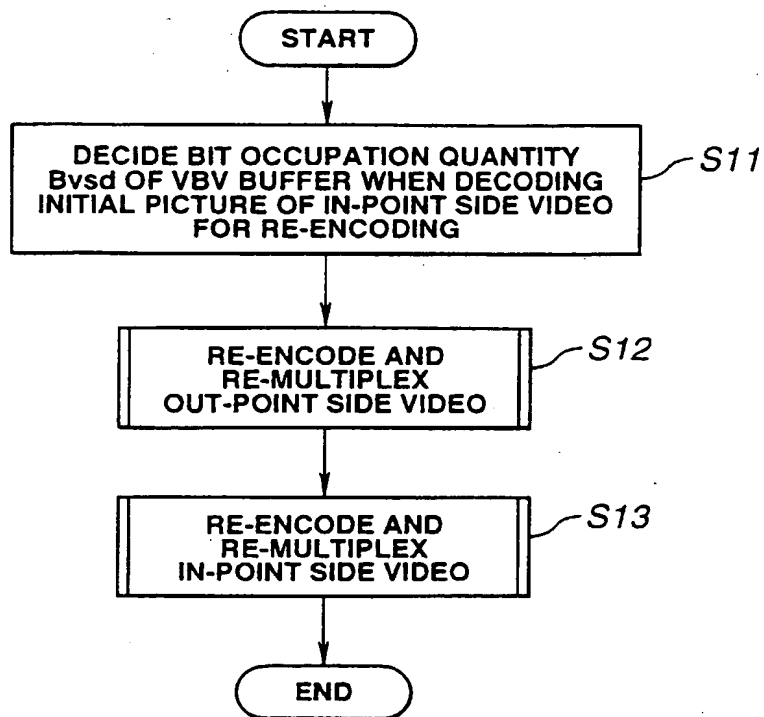 START
DECIDE BIT OCCUPATION QUANTITY
Bvsd OF VBV BUFFER WHEN DECODING
INITIAL PICTURE OF IN-POINT SIDE VIDEO
FOR RE-ENCODING
S11
RE-ENCODE AND
RE-MULTIPLEX
OUT-POINT SIDE VIDEO
S12
RE-ENCODE AND
RE-MULTIPLEX
IN-POINT SIDE VIDEO
S13
END